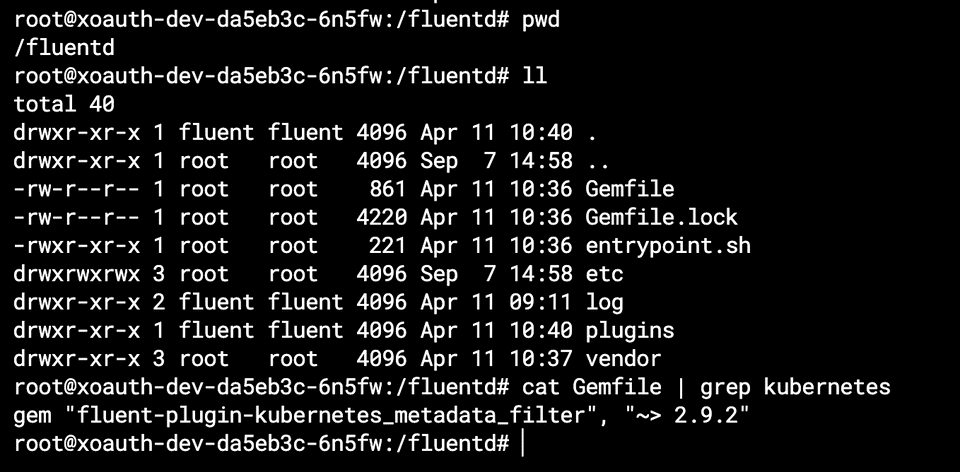 root@xoauth-dev-da5eb3c-6n5fw:/fluentd# pwd
/fluentd
root@xoauth-dev-da5eb3c-6n5fw:/fluentd# ll
total 40
drwxr-xr-x 1 fluent fluent 4096 Apr 11 10:40 .
drwxr-xr-x 1 root   root   4096 Sep  7 14:58 ..
-rw-r--r-- 1 root   root    861 Apr 11 10:36 Gemfile
-rw-r--r-- 1 root   root   4220 Apr 11 10:36 Gemfile.lock
-rwxr-xr-x 1 root   root    221 Apr 11 10:36 entrypoint.sh
drwxrwxrwx 3 root   root   4096 Sep  7 14:58 etc
drwxr-xr-x 2 fluent fluent 4096 Apr 11 09:11 log
drwxr-xr-x 1 fluent fluent 4096 Apr 11 10:40 plugins
drwxr-xr-x 3 root   root   4096 Apr 11 10:37 vendor
root@xoauth-dev-da5eb3c-6n5fw:/fluentd# cat Gemfile | grep kubernetes
gem "fluent-plugin-kubernetes_metadata_filter", "~> 2.9.2"
root@xoauth-dev-da5eb3c-6n5fw:/fluentd#